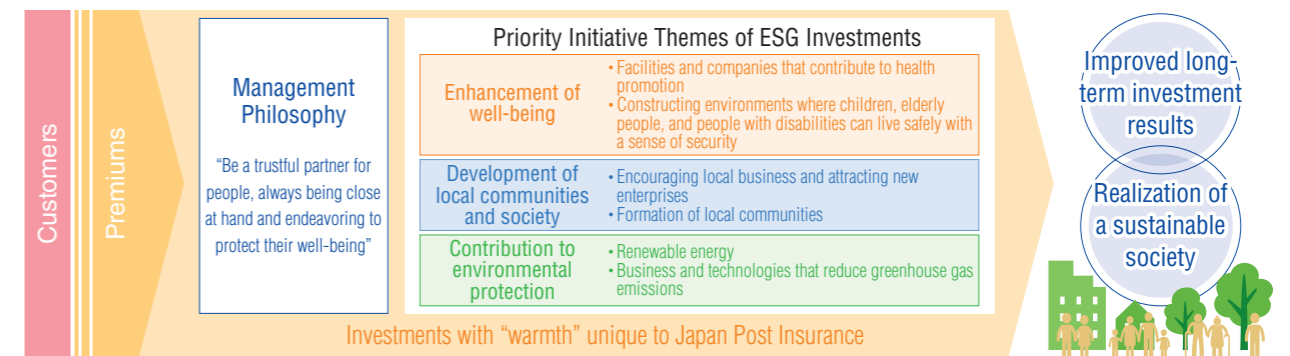 Customers
Premiums
Management
Philosophy
“Be a trustful partner for
people, always being close
at hand and endeavoring to
protect their well-being”
Priority Initiative Themes of ESG Investments
Enhancement of
well-being
• Facilities and companies that contribute to health
promotion
• Constructing environments where children, elderly
people, and people with disabilities can live safely with
a sense of security
Development of
local communities
and society
• Encouraging local business and attracting new
enterprises
• Formation of local communities
Contribution to
environmental
protection
• Renewable energy
• Business and technologies that reduce greenhouse gas
emissions
Investments with “warmth” unique to Japan Post Insurance
Improved long-
term investment
results
Realization of
a sustainable
society